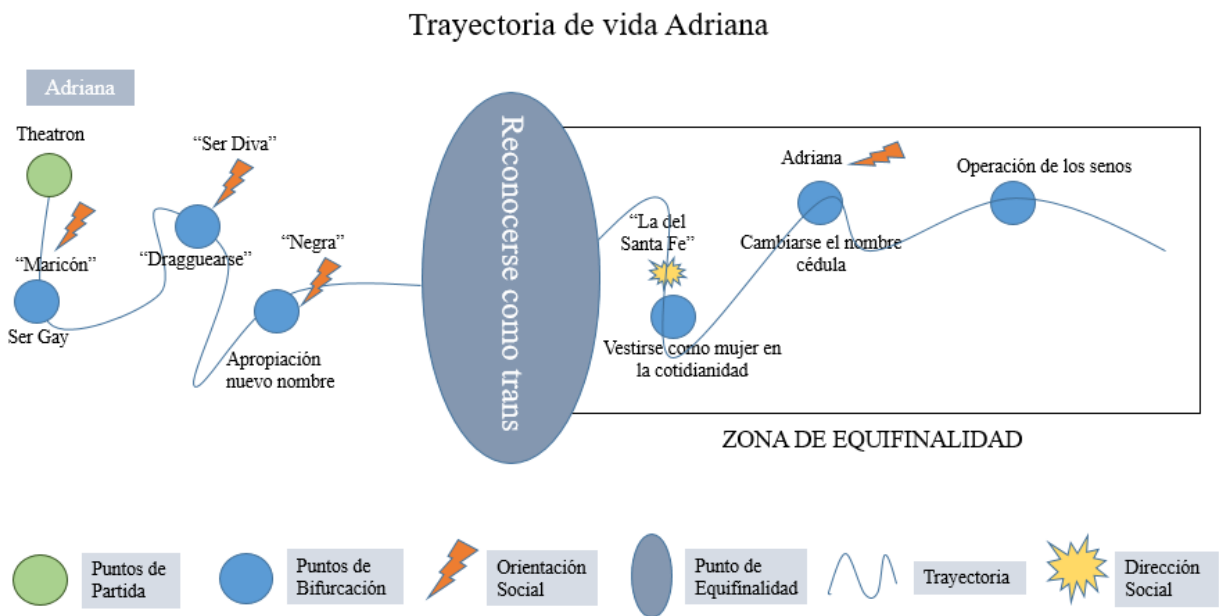 Trayectoria de vida Adriana
Adriana
Theatron
“Maricón”
Ser Gay
“Ser Diva”
“Dragguearse”
“Negra”
Apropiación
nuevo nombre
Reconocerse como trans
“La del
Santa Fe”
Vestirse como mujer en
la cotidianidad
Adriana
Cambiarse el nombre
cédula
Operación de los senos
ZONA DE EQUIFINALIDAD
Puntos de
Partida
Puntos de
Bifurcación
Orientación
Social
Punto de
Equifinalidad
Trayectoria
Dirección
Social